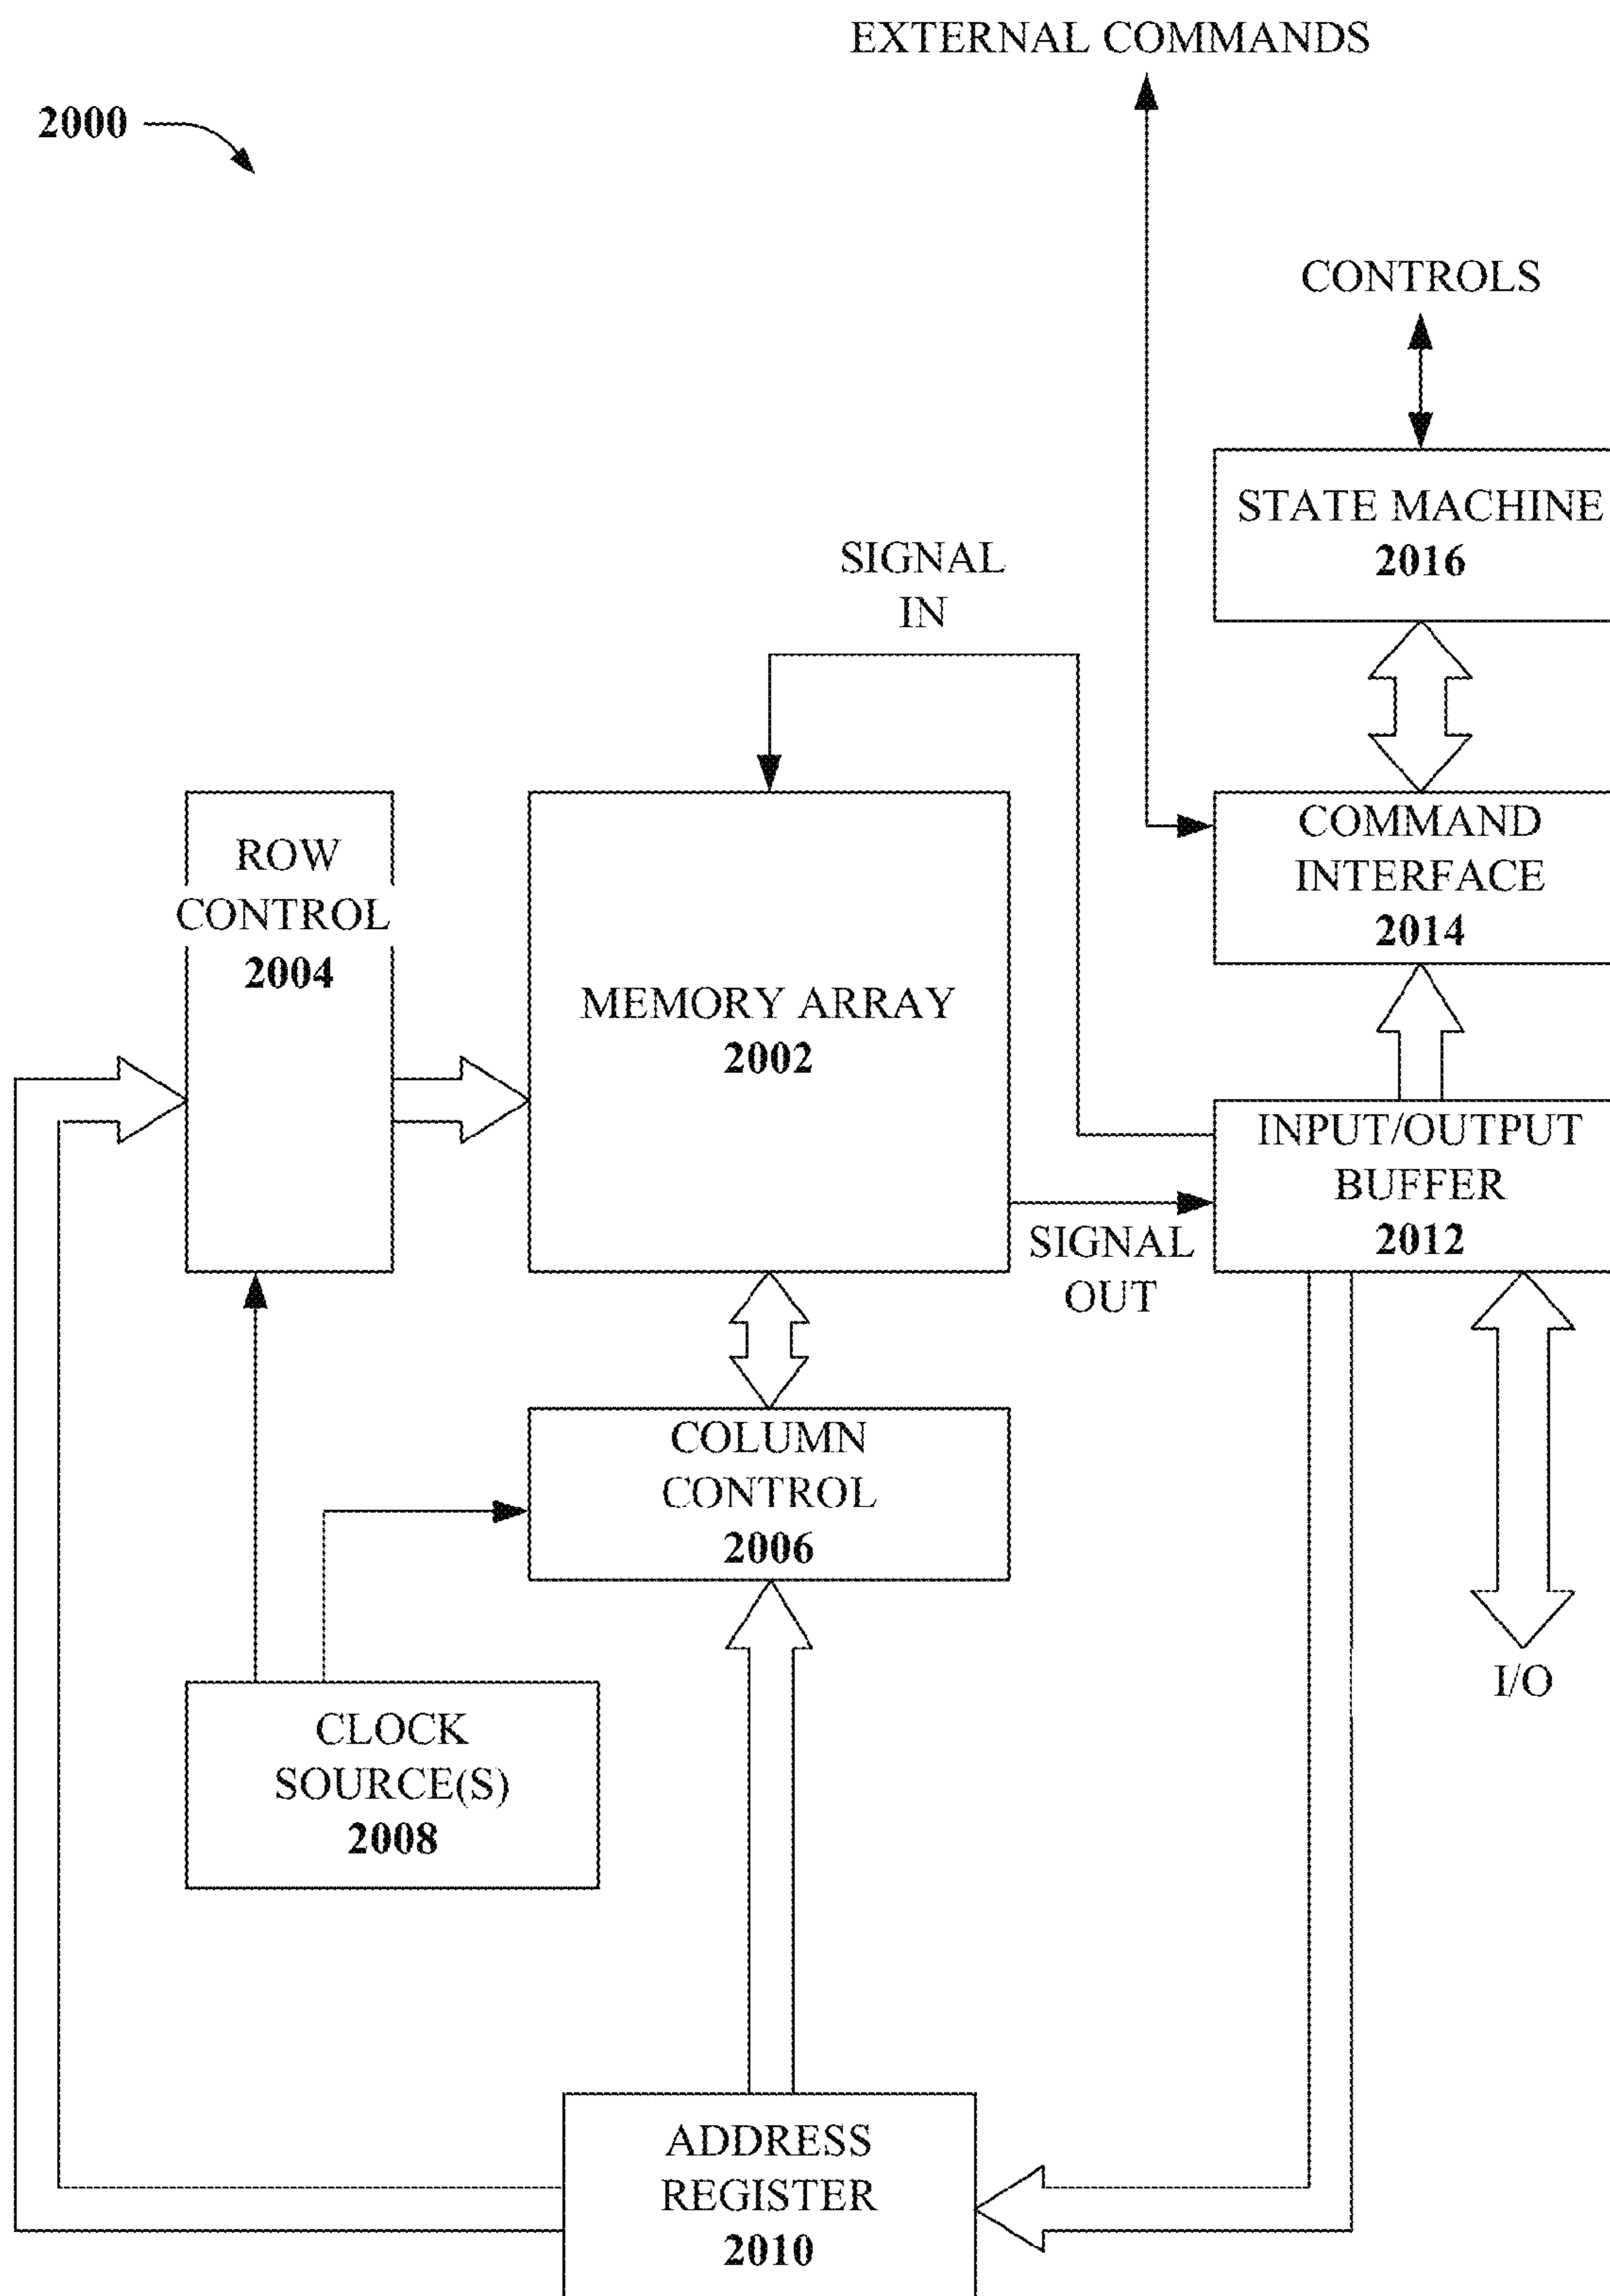 EXTERNAL COMMANDS
2000
CONTROLS
STATE MACHINE
2016
SIGNAL
IN
COMMAND
INTERFACE
2014
ROW
CONTROL
2004
MEMORY ARRAY
2002
INPUT/OUTPUT
BUFFER
2012
SIGNAL
OUT
COLUMN
CONTROL
2006
I/O
CLOCK
SOURCE(S)
2008
ADDRESS
REGISTER
2010